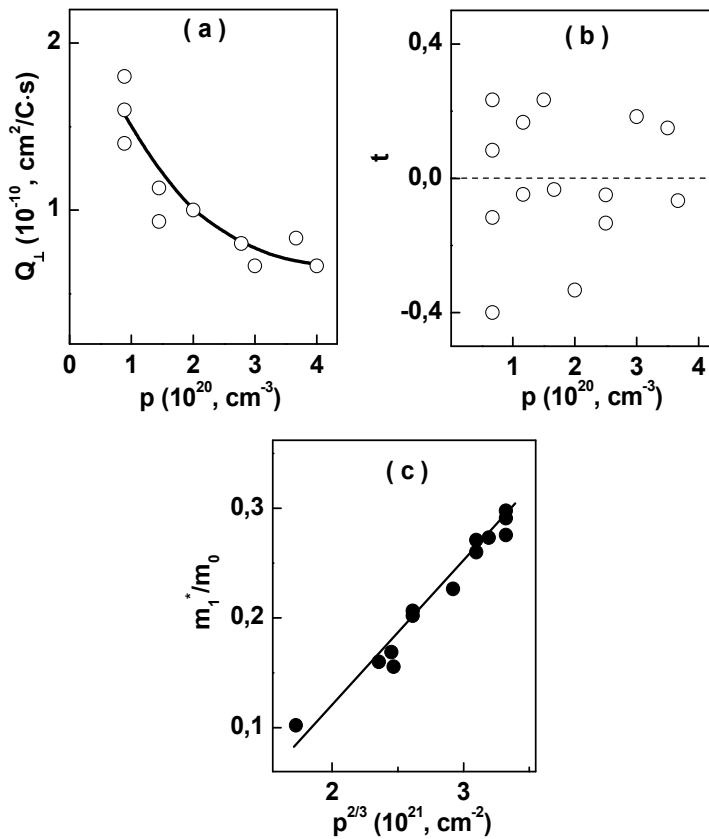 ( a )
2
1
Q⊥ (10⁻¹⁰, cm²/C·s)
0 1 2 3 4
p (10²⁰, cm⁻³)
( b )
0,4
0,0
-0,4
t
1 2 3 4
p (10²⁰, cm⁻³)
( c )
0,3
0,2
0,1
m₁*/m₀
2 3
p²ᐟ³ (10²¹, cm⁻²)